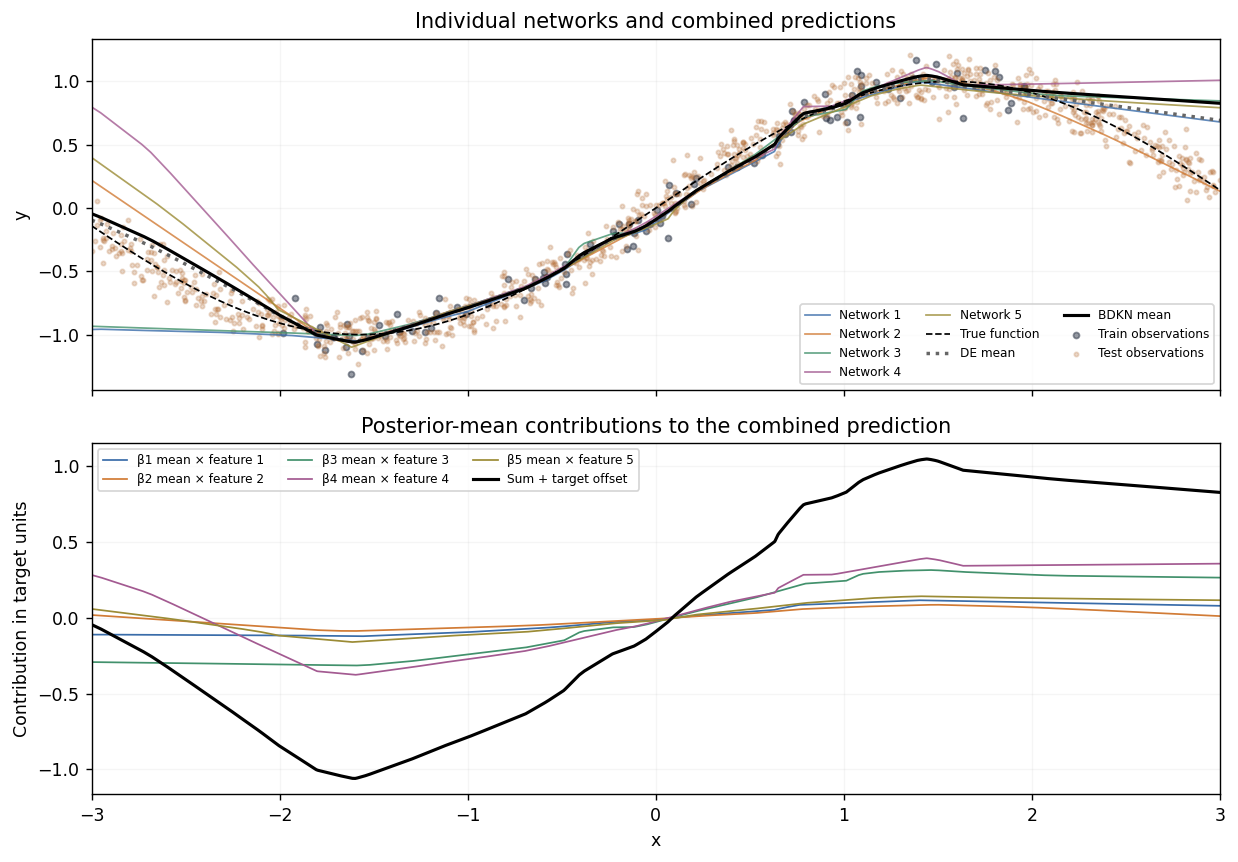 Individual networks and combined predictions
1.0
0.5
0.0
−0.5
−1.0
y
Network 1
Network 2
Network 3
Network 4
Network 5
True function
DE mean
BDKN mean
Train observations
Test observations
Posterior-mean contributions to the combined prediction
β1 mean × feature 1
β2 mean × feature 2
β3 mean × feature 3
β4 mean × feature 4
β5 mean × feature 5
Sum + target offset
1.0
0.5
0.0
−0.5
−1.0
Contribution in target units
−3
−2
−1
0
1
2
3
x